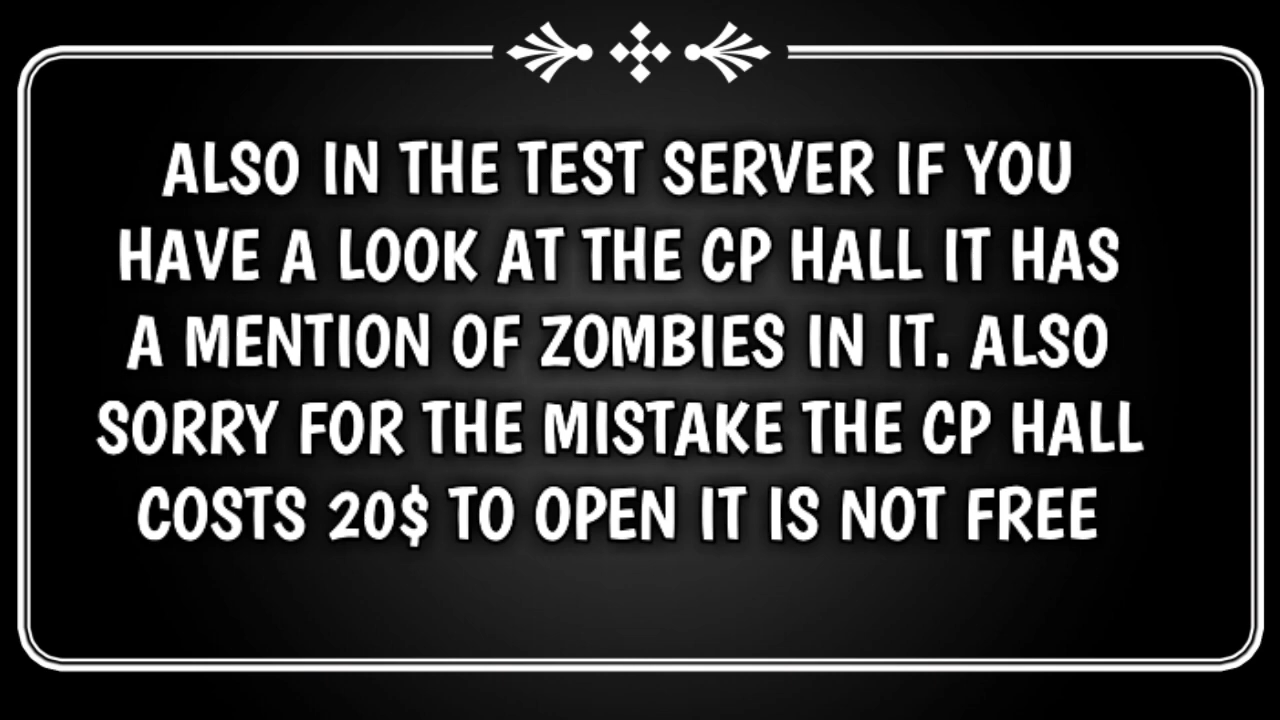 ALSO IN THE TEST SERVER IF YOU
HAVE A LOOK AT THE CP HALL IT HAS
A MENTION OF ZOMBIES IN IT. ALSO
SORRY FOR THE MISTAKE THE CP HALL
COSTS 20$ TO OPEN IT IS NOT FREE